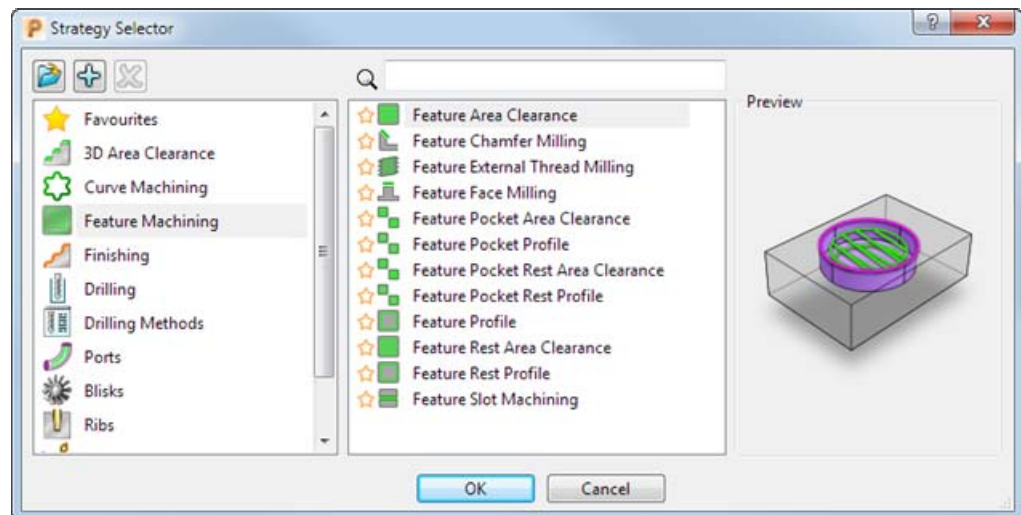 Strategy Selector
Favourites
3D Area Clearance
Curve Machining
Feature Machining
Finishing
Drilling
Drilling Methods
Ports
Blisks
Ribs
Feature Area Clearance
Feature Chamfer Milling
Feature External Thread Milling
Feature Face Milling
Feature Pocket Area Clearance
Feature Pocket Profile
Feature Pocket Rest Area Clearance
Feature Pocket Rest Profile
Feature Profile
Feature Rest Area Clearance
Feature Rest Profile
Feature Slot Machining
Preview
OK
Cancel